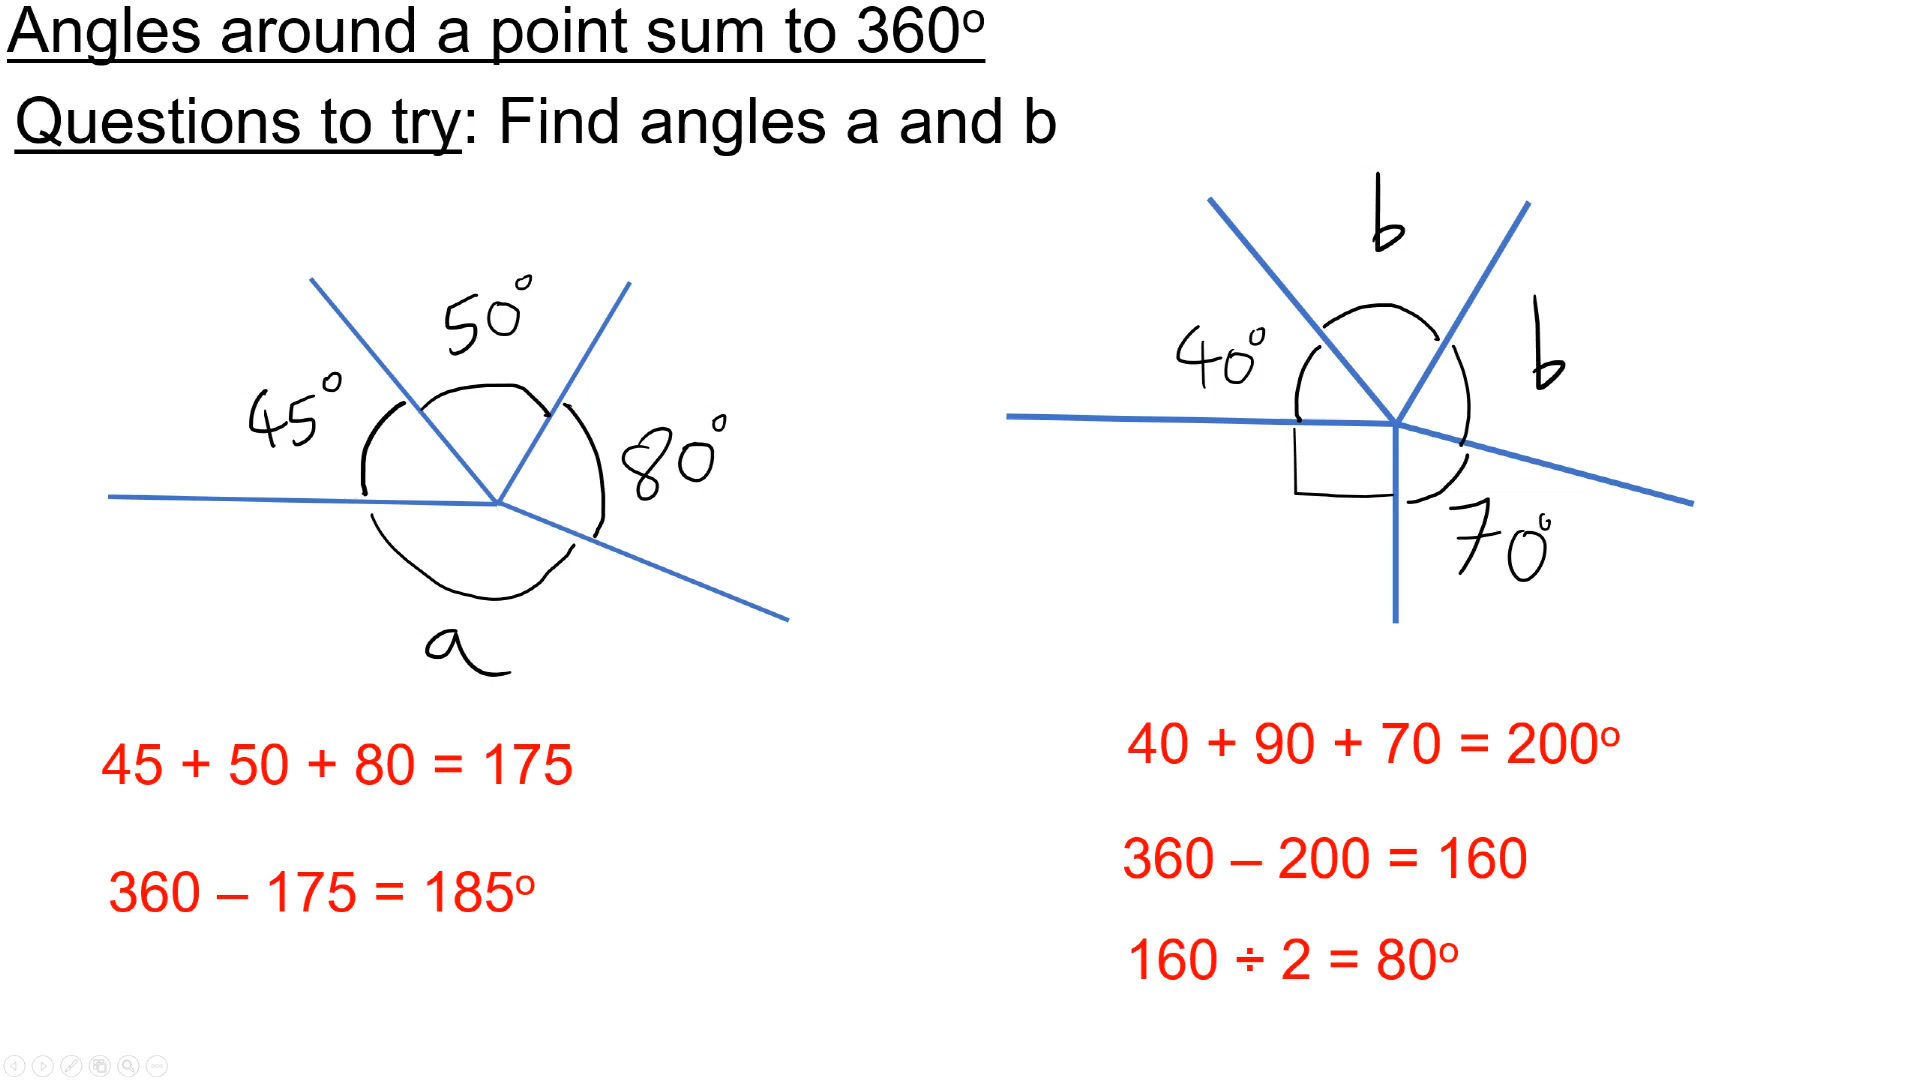 Angles around a point sum to 360°
Questions to try: Find angles a and b
50°
45°
80°
a
b
b
40°
70°
45 + 50 + 80 = 175
360 – 175 = 185°
40 + 90 + 70 = 200°
360 – 200 = 160
160 ÷ 2 = 80°